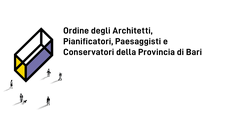 Ordine degli Architetti,
Pianificatori, Paesaggisti e
Conservatori della Provincia di Bari